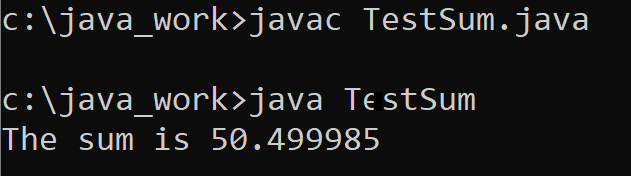 c:\java_work>javac TestSum.java
c:\java_work>java TestSum
The sum is 50.499985